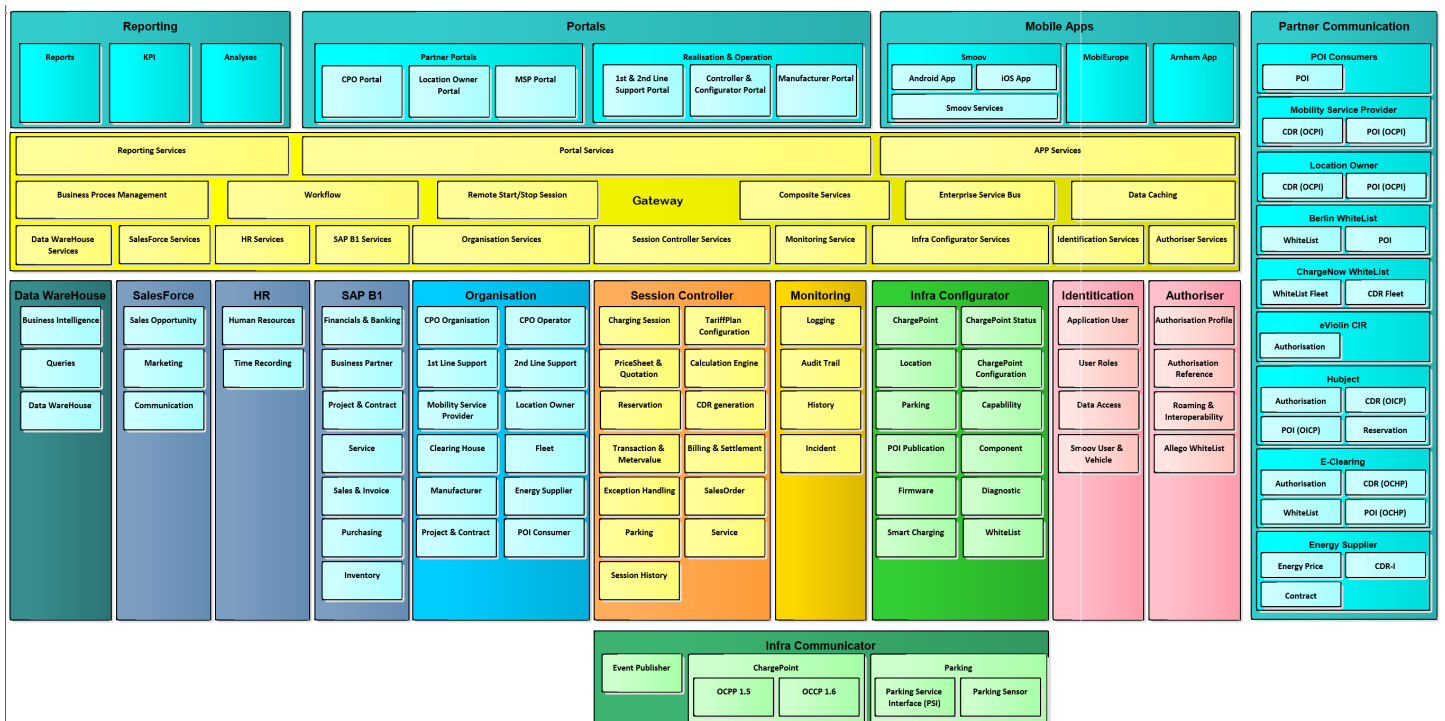 Reporting
Reports
KPI
Analyses
Portals
Partner Portals
CPO Portal
Location Owner
Portal
MSP Portal
Realisation & Operation
1st & 2nd Line
Support Portal
Controller &
Configurator Portal
Manufacturer Portal
Mobile Apps
Smoov
Android App
iOS App
Smoov Services
MobiEurope
Arnhem App
Partner Communication
POI Consumers
POI
Mobility Service Provider
CDR (OCPI)
POI (OCPI)
Location Owner
CDR (OCPI)
POI (OCPI)
Berlin WhiteList
WhiteList
POI
ChargeNow WhiteList
WhiteList Fleet
CDR Fleet
eViolin CIR
Authorisation
Hubject
Authorisation
CDR (OICP)
POI (OICP)
Reservation
E-Clearing
Authorisation
CDR (OCHP)
WhiteList
POI (OCHP)
Energy Supplier
Energy Price
CDR-I
Contract
Reporting Services
Portal Services
APP Services
Business Proces Management
Workflow
Remote Start/Stop Session
Gateway
Composite Services
Enterprise Service Bus
Data Caching
Data WareHouse
Services
SalesForce Services
HR Services
SAP B1 Services
Organisation Services
Session Controller Services
Monitoring Service
Infra Configurator Services
Identification Services
Authoriser Services
Data WareHouse
Business Intelligence
Queries
Data WareHouse
SalesForce
Sales Opportunity
Marketing
Communication
HR
Human Resources
Time Recording
SAP B1
Financials & Banking
Business Partner
Project & Contract
Service
Sales & Invoice
Purchasing
Inventory
Organisation
CPO Organisation
CPO Operator
1st Line Support
2nd Line Support
Mobility Service
Provider
Location Owner
Clearing House
Fleet
Manufacturer
Energy Supplier
Project & Contract
POI Consumer
Session Controller
Charging Session
TariffPlan
Configuration
PriceSheet &
Quotation
Calculation Engine
Reservation
CDR generation
Transaction &
Metervalue
Billing & Settlement
Exception Handling
SalesOrder
Parking
Service
Session History
Monitoring
Logging
Audit Trail
History
Incident
Infra Configurator
ChargePoint
ChargePoint Status
Location
ChargePoint
Configuration
Parking
Capablility
POI Publication
Component
Firmware
Diagnostic
Smart Charging
WhiteList
Identitication
Application User
User Roles
Data Access
Smoov User &
Vehicle
Authoriser
Authorisation Profile
Authorisation
Reference
Roaming &
Interoperability
Allego WhiteList
Infra Communicator
Event Publisher
ChargePoint
OCPP 1.5
OCCP 1.6
Parking
Parking Service
Interface (PSI)
Parking Sensor